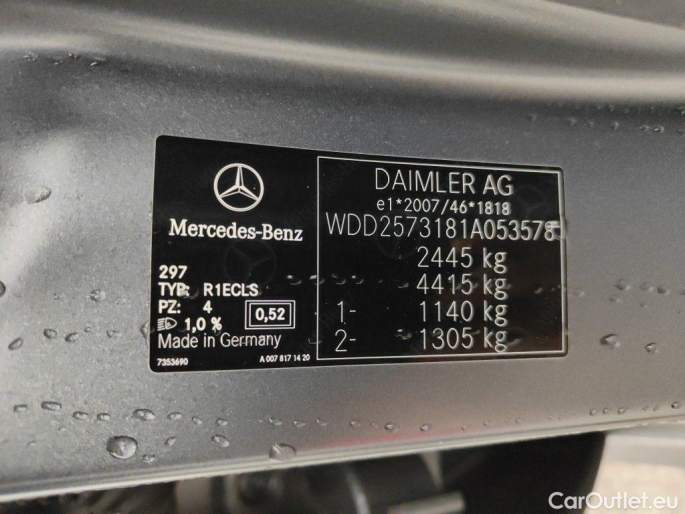 DAIMLER AG
e1*2007/46*1818
WDD2573181A053578
2445 kg
4415 kg
1- 1140 kg
2- 1305 kg
Mercedes-Benz
297
TYP: R1ECLS
PZ: 4
0,52
1,0 %
Made in Germany
7353690
A 007 817 14 20
CarOutlet.eu